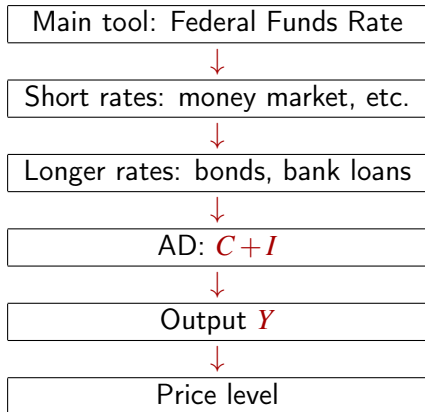 Main tool: Federal Funds Rate
↓
Short rates: money market, etc.
↓
Longer rates: bonds, bank loans
↓
AD: C + I
↓
Output Y
↓
Price level